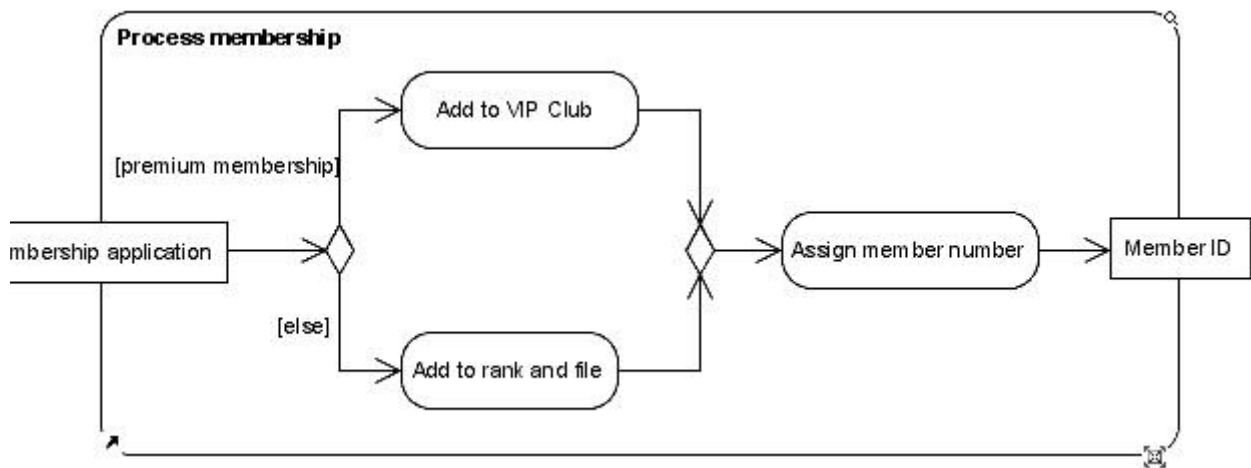 Process membership
Add to VIP Club
[premium membership]
mbership application
Assign member number
Member ID
[else]
Add to rank and file